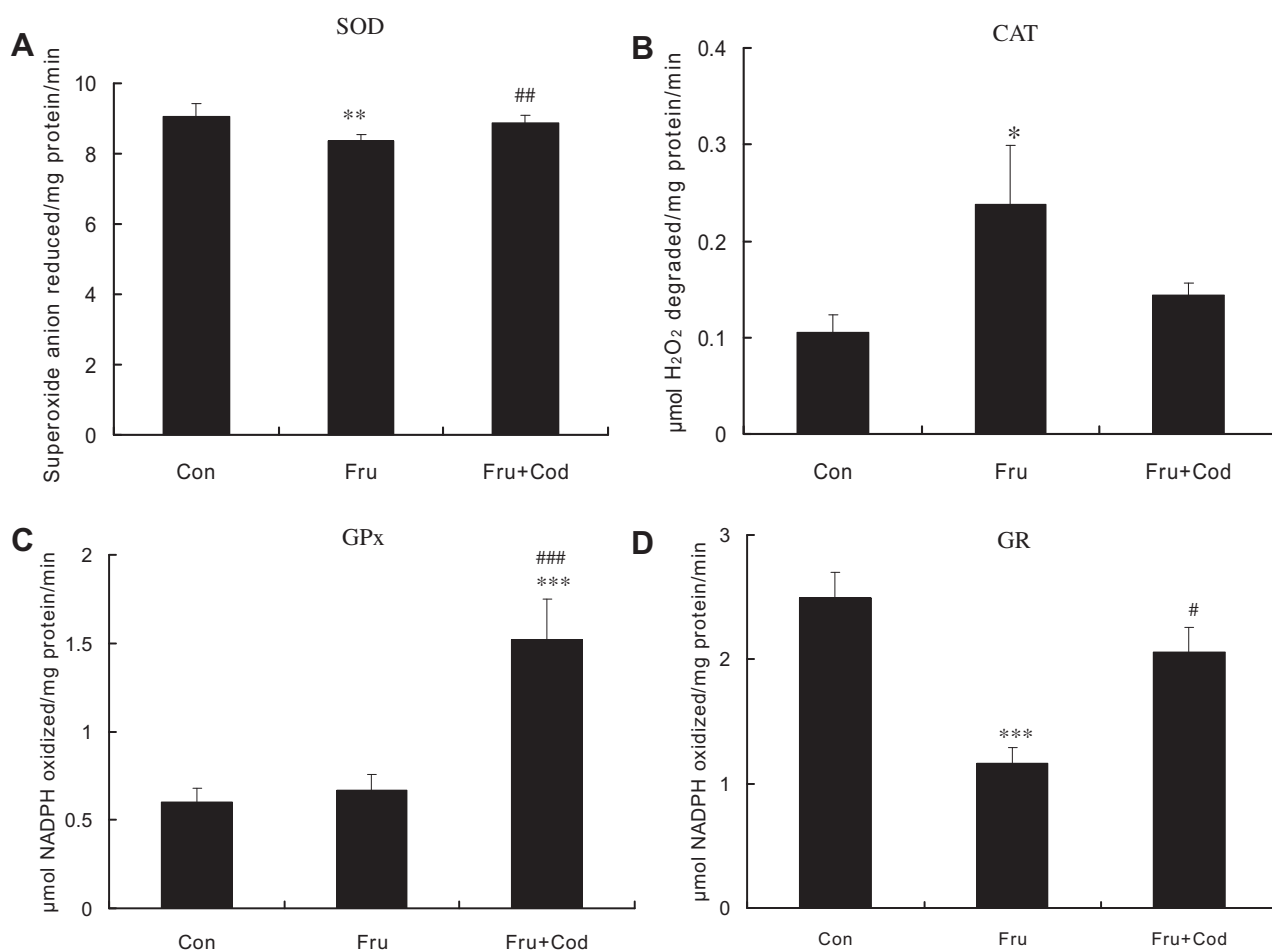 A
SOD
Superoxide anion reduced/mg protein/min
10
8
6
4
2
0
**
##
Con
Fru
Fru+Cod
B
CAT
µmol H₂O₂ degraded/mg protein/min
0.4
0.3
0.2
0.1
0
*
Con
Fru
Fru+Cod
C
GPx
µmol NADPH oxidized/mg protein/min
2
1.5
1
0.5
0
###
***
Con
Fru
Fru+Cod
D
GR
µmol NADPH oxidized/mg protein/min
3
2
1
0
***
#
Con
Fru
Fru+Cod